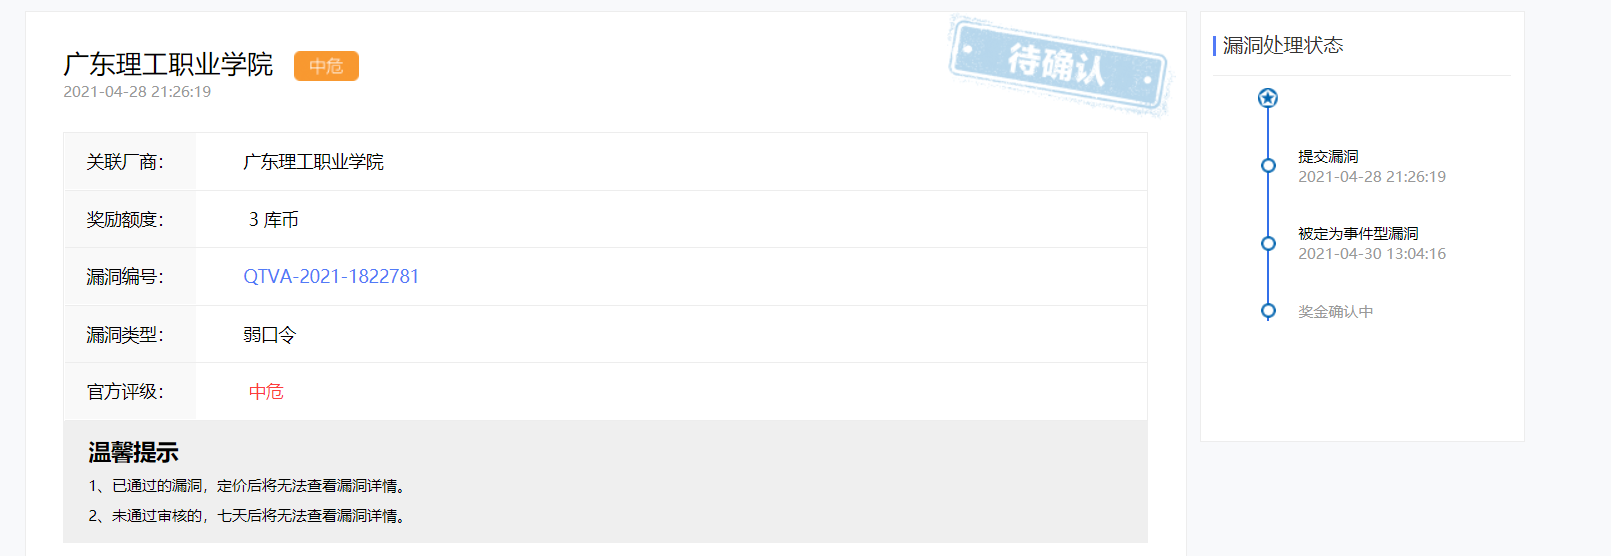 广东理工职业学院 中危
2021-04-28 21:26:19
待确认
关联厂商： 广东理工职业学院
奖励额度： 3 库币
漏洞编号： QTVA-2021-1822781
漏洞类型： 弱口令
官方评级： 中危
温馨提示
1、已通过的漏洞，定价后将无法查看漏洞详情。
2、未通过审核的，七天后将无法查看漏洞详情。
漏洞处理状态
提交漏洞
2021-04-28 21:26:19
被定为事件型漏洞
2021-04-30 13:04:16
奖金确认中